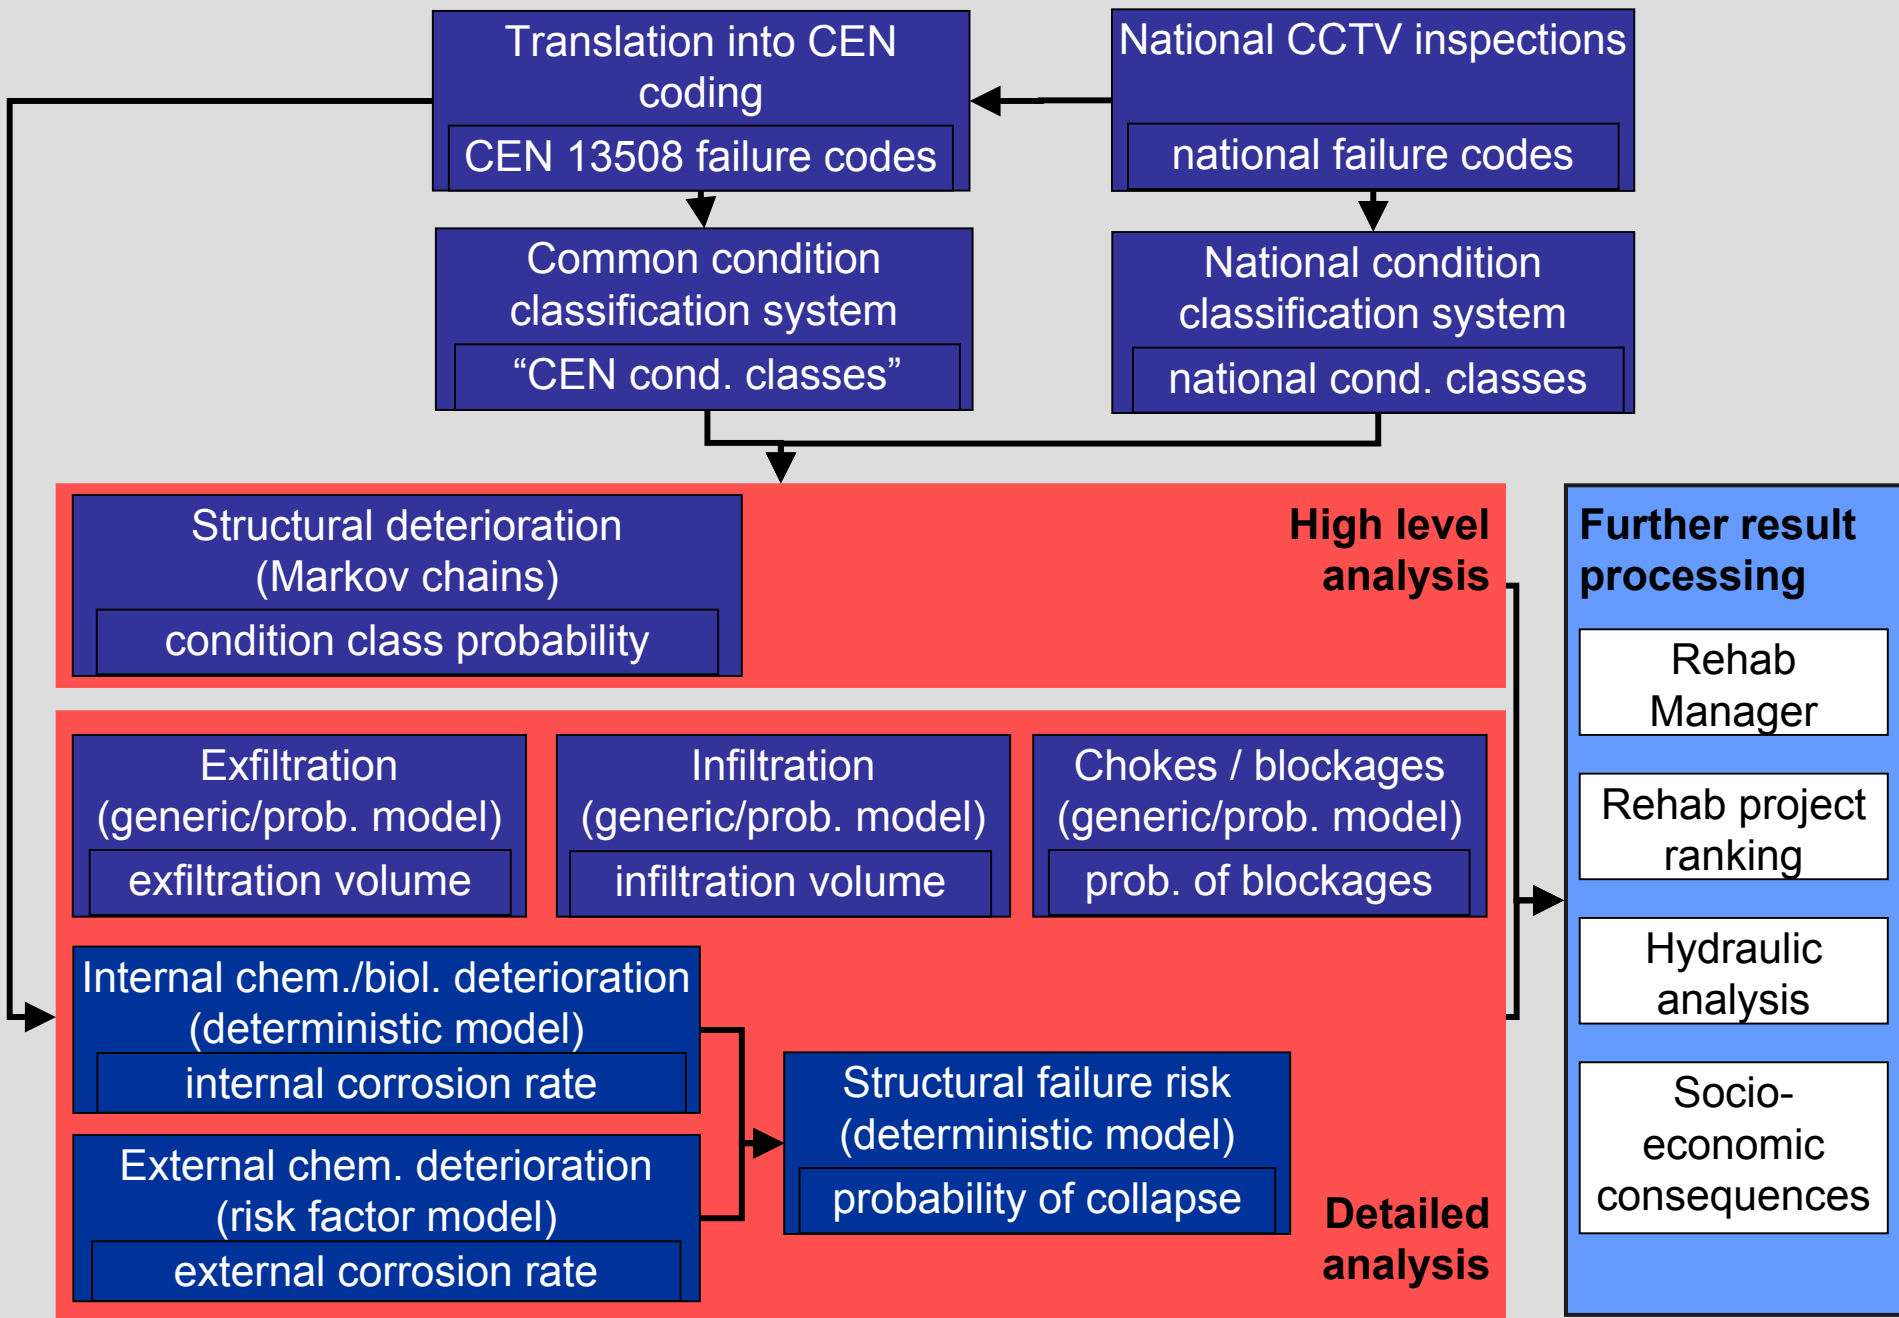 Translation into CEN
coding
CEN 13508 failure codes
National CCTV inspections
national failure codes
Common condition
classification system
“CEN cond. classes”
National condition
classification system
national cond. classes
Structural deterioration
(Markov chains)
condition class probability
High level
analysis
Exfiltration
(generic/prob. model)
exfiltration volume
Infiltration
(generic/prob. model)
infiltration volume
Chokes / blockages
(generic/prob. model)
prob. of blockages
Internal chem./biol. deterioration
(deterministic model)
internal corrosion rate
External chem. deterioration
(risk factor model)
external corrosion rate
Structural failure risk
(deterministic model)
probability of collapse
Detailed
analysis
Further result
processing
Rehab
Manager
Rehab project
ranking
Hydraulic
analysis
Socio-
economic
consequences